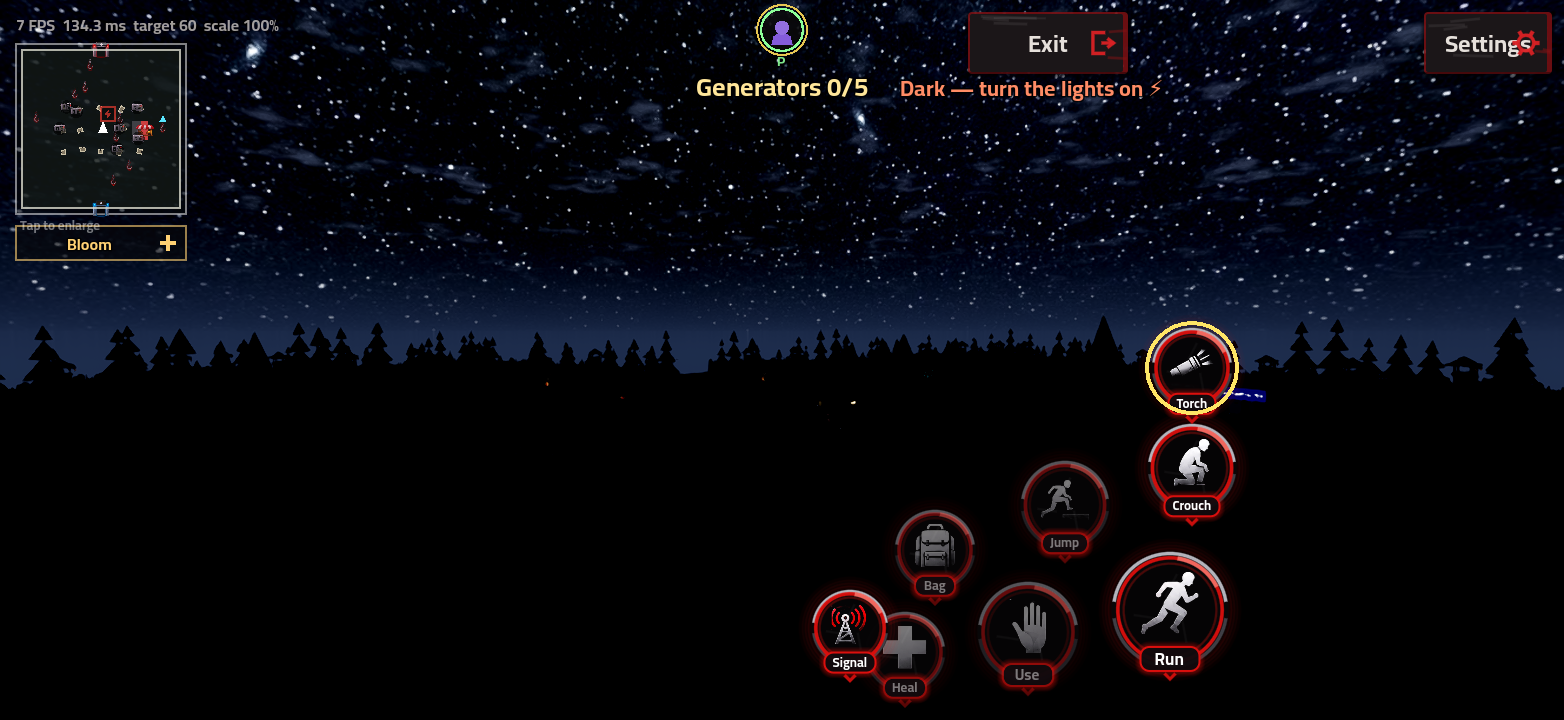 7 FPS 134.3 ms target 60 scale 100%
P
Exit
Settings
Generators 0/5
Dark — turn the lights on ⚡
Tap to enlarge
Bloom
Torch
Crouch
Jump
Bag
Signal
Heal
Use
Run